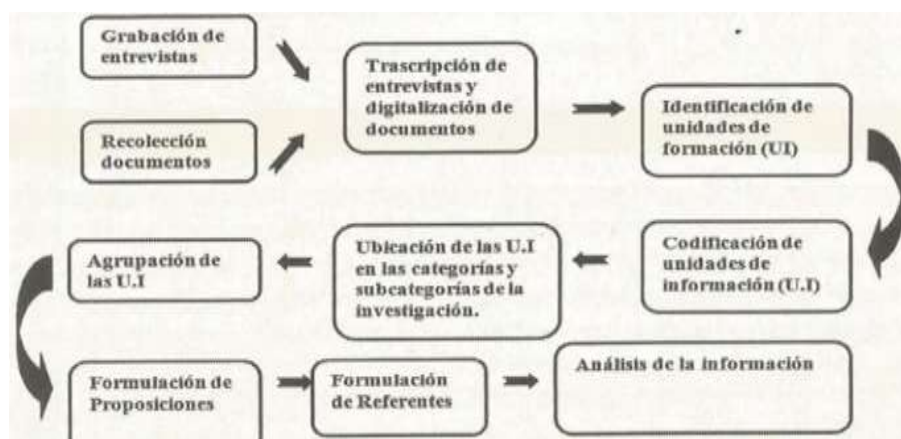 Grabación de
entrevistas
Recolección
documentos
Trascripción de
entrevistas y
digitalización de
documentos
Identificación de
unidades de
formación (UI)
Codificación de
unidades de
información (U.I)
Ubicación de las U.I
en las categorías y
subcategorías de la
investigación.
Agrupación de
las U.I
Formulación de
Proposiciones
Formulación
de Referentes
Análisis de la información